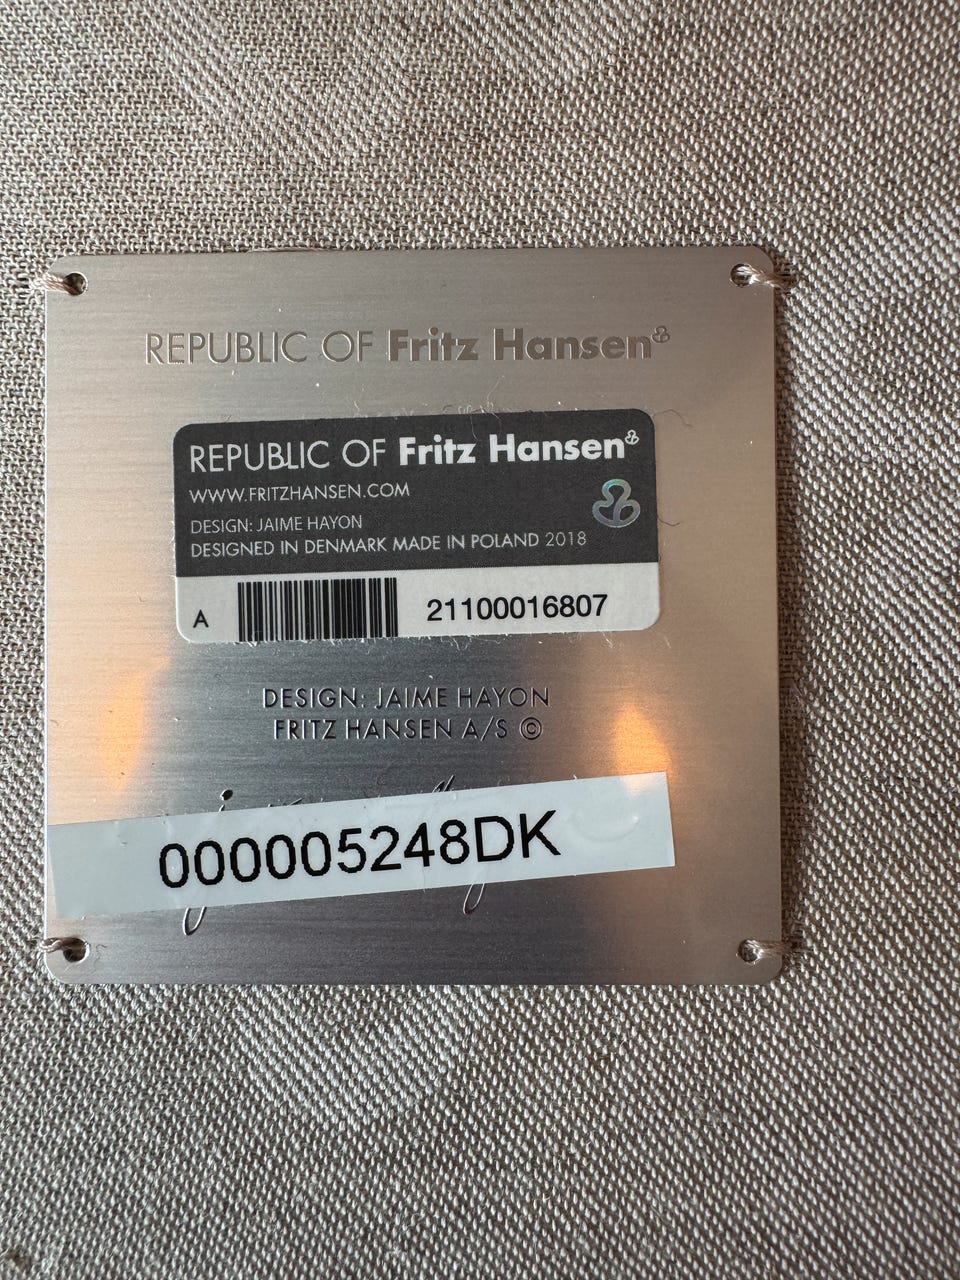 REPUBLIC OF Fritz Hansen
REPUBLIC OF Fritz Hansen
WWW.FRITZHANSEN.COM
DESIGN: JAIME HAYON
DESIGNED IN DENMARK MADE IN POLAND 2018
A 21100016807
DESIGN: JAIME HAYON
FRITZ HANSEN A/S ©
000005248DK